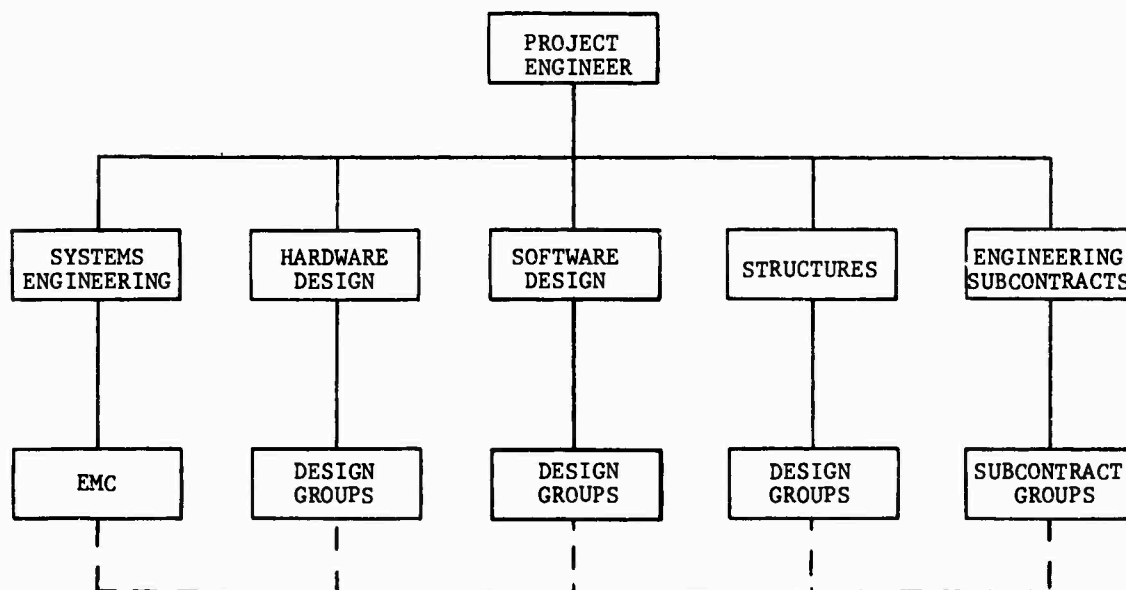 PROJECT
ENGINEER
SYSTEMS
ENGINEERING
HARDWARE
DESIGN
SOFTWARE
DESIGN
STRUCTURES
ENGINEERING
SUBCONTRACTS
EMC
DESIGN
GROUPS
DESIGN
GROUPS
DESIGN
GROUPS
SUBCONTRACT
GROUPS